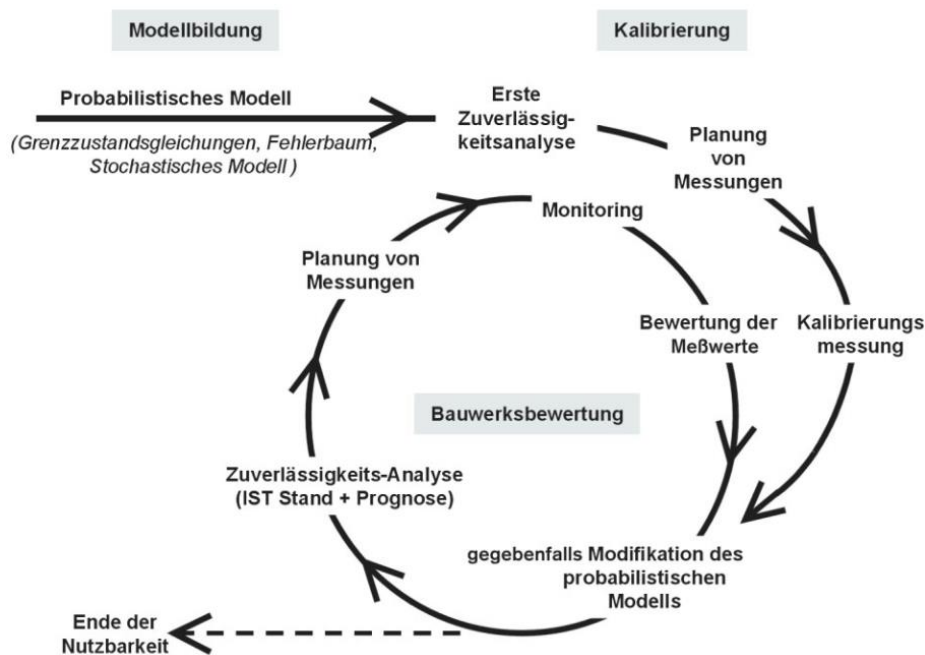 Modellbildung
Kalibrierung
Probabilistisches Modell
(Grenzzustandsgleichungen, Fehlerbaum,
Stochastisches Modell )
Erste
Zuverlässig-
keitsanalyse
Planung
von
Messungen
Monitoring
Planung von
Messungen
Bewertung der
Meßwerte
Kalibrierungs
messung
Bauwerksbewertung
Zuverlässigkeits-Analyse
(IST Stand + Prognose)
gegebenfalls Modifikation des
probabilistischen
Modells
Ende der
Nutzbarkeit